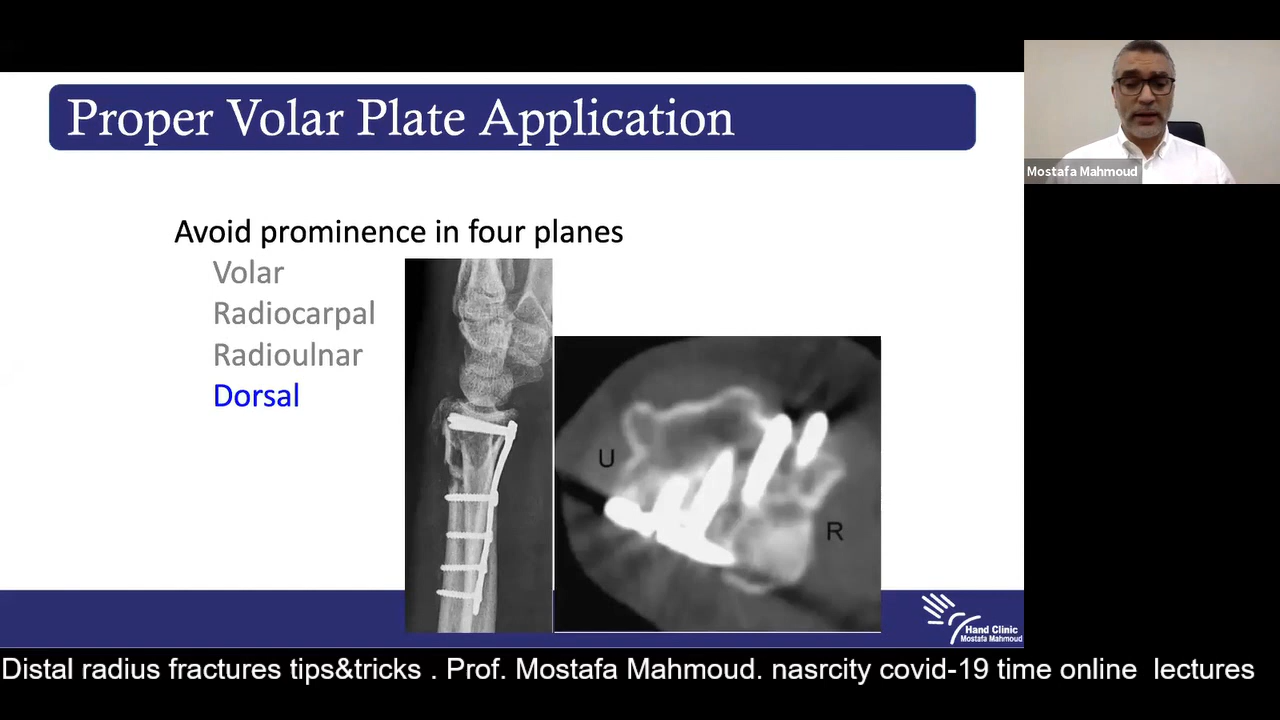 Proper Volar Plate Application
Mostafa Mahmoud
Avoid prominence in four planes
Volar
Radiocarpal
Radioulnar
Dorsal
U
R
Hand Clinic
Mostafa Mahmoud
Distal radius fractures tips&tricks . Prof. Mostafa Mahmoud. nasrcity covid-19 time online lectures